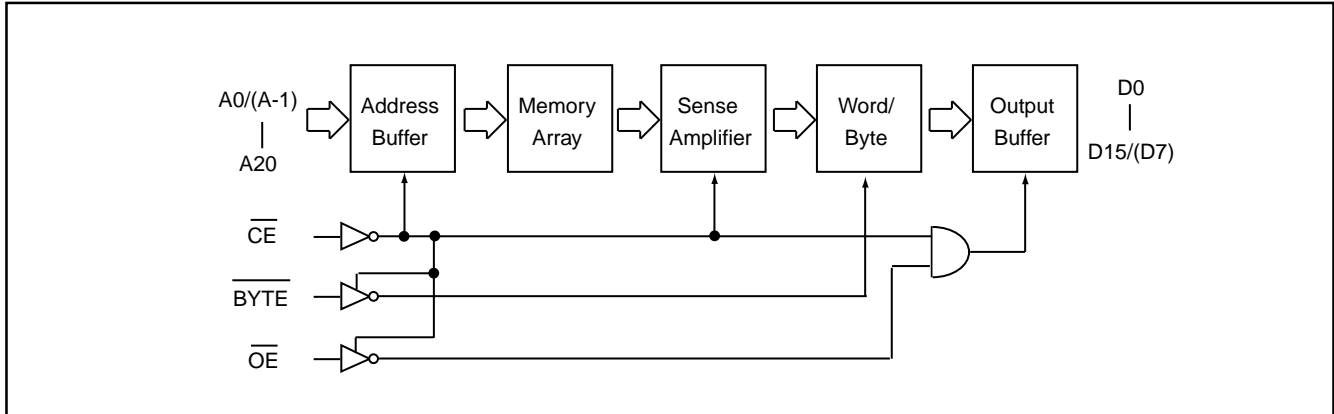 A0/(A-1)
A20
Address
Buffer
Memory
Array
Sense
Amplifier
Word/
Byte
Output
Buffer
D0
D15/(D7)
CE
BYTE
OE